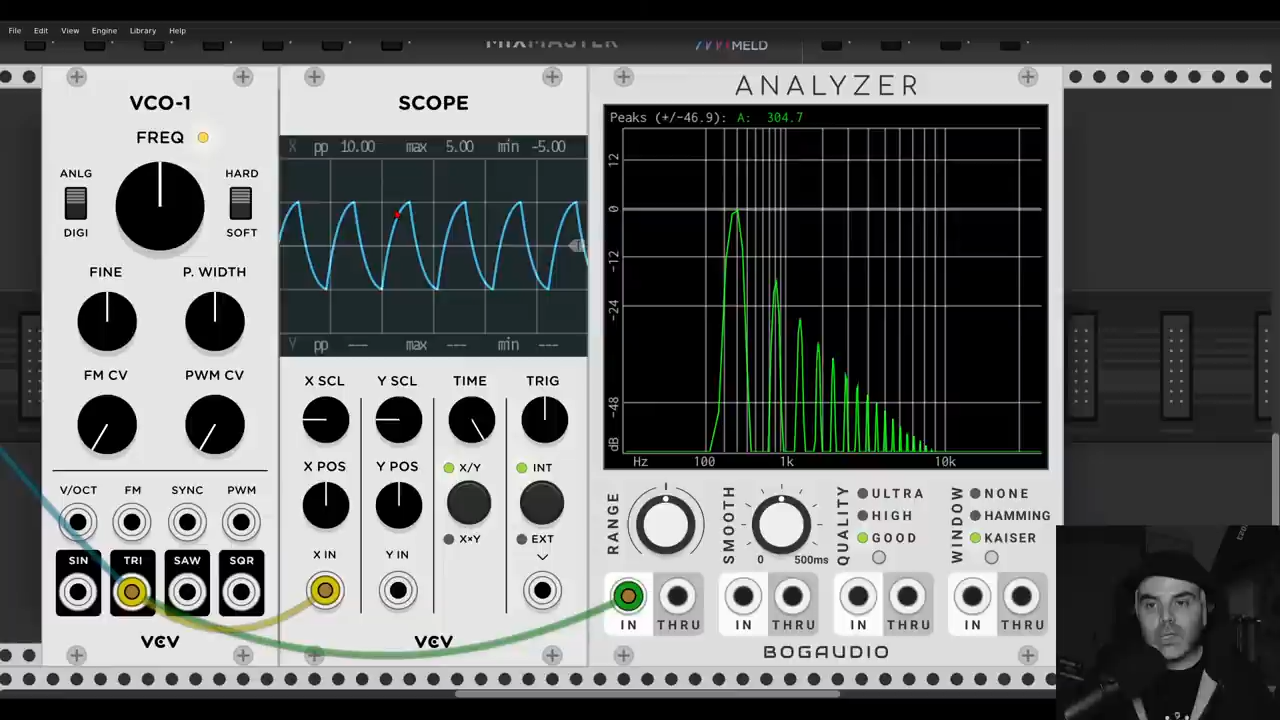 File Edit View Engine Library Help
MIXMASTER MELD
VCO-1
FREQ
ANLG HARD
DIGI SOFT
FINE P. WIDTH
FM CV PWM CV
V/OCT FM SYNC PWM
SIN TRI SAW SQR
VCV
SCOPE
X pp 10.00 max 5.00 min -5.00
Y pp --- max --- min ---
X SCL Y SCL TIME TRIG
X POS Y POS X/Y INT
X×Y EXT
X IN Y IN
VCV
ANALYZER
Peaks (+/-46.9): A: 304.7
12
0
-12
-24
-48
dB
Hz 100 1k 10k
RANGE
SMOOTH
0 500ms
QUALITY
ULTRA
HIGH
GOOD
WINDOW
NONE
HAMMING
KAISER
IN THRU IN THRU IN THRU IN THRU
BOGAUDIO